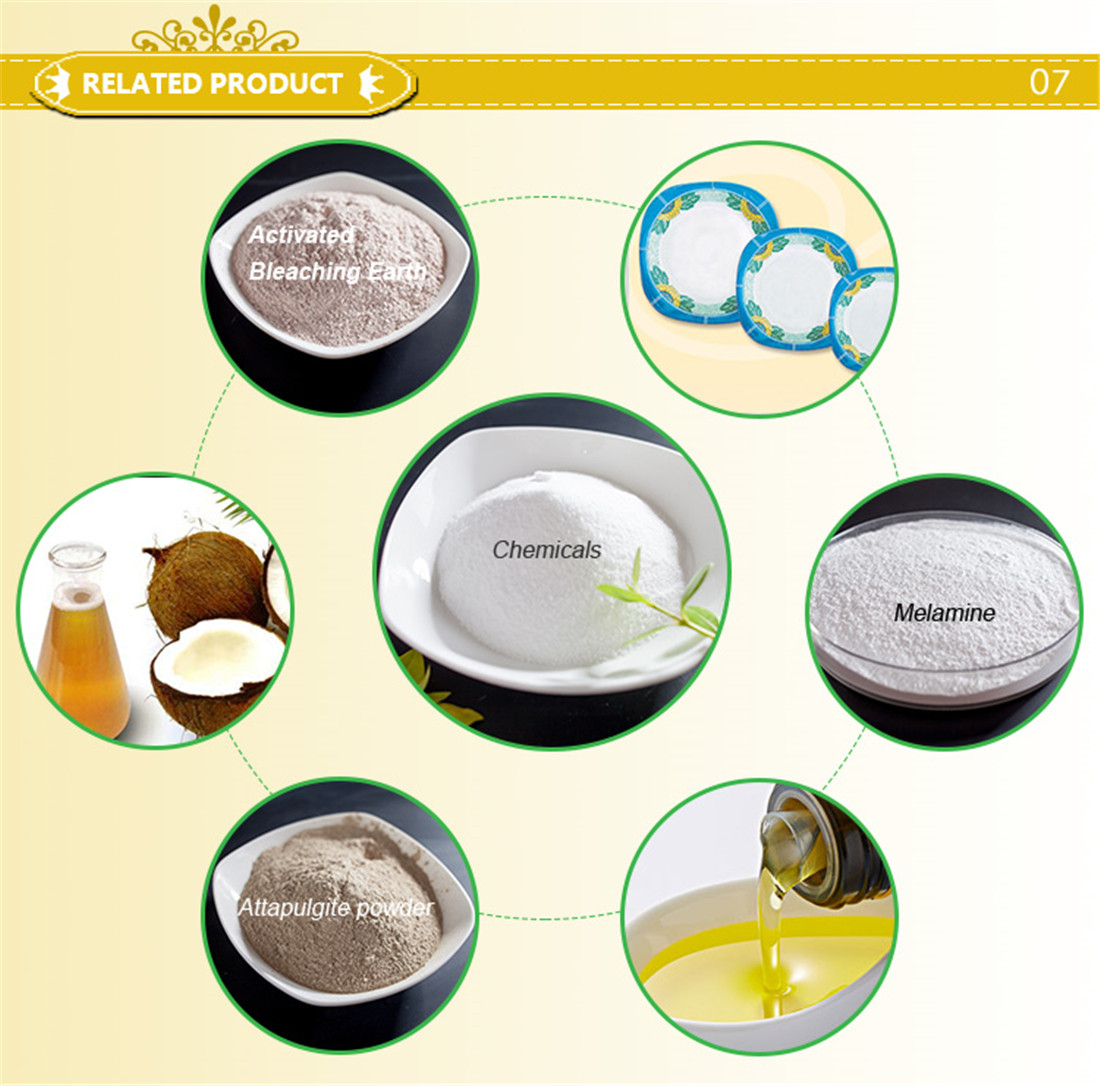 RELATED PRODUCT
07
Activated
Bleaching Earth
Chemicals
Melamine
Attapulgite powder